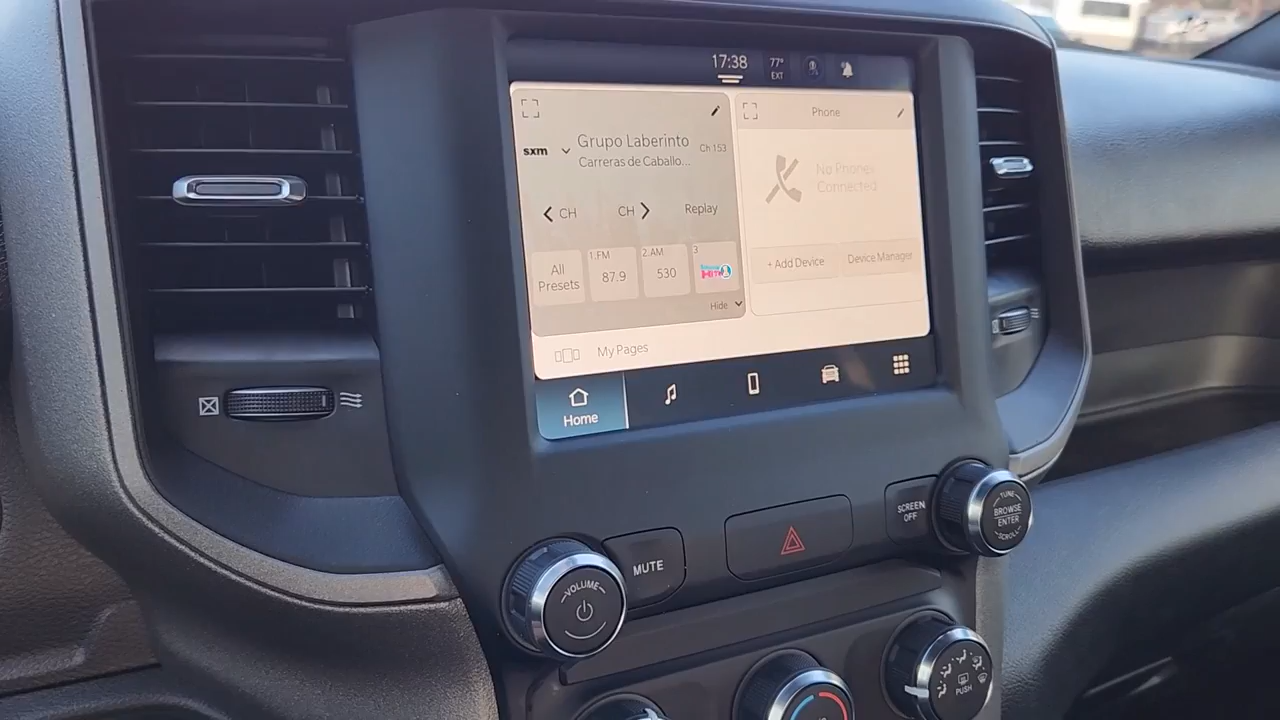 17:38
77°
EXT
sxm
Grupo Laberinto
Ch 153
Carreras de Caballo...
CH
CH
Replay
All
Presets
1.FM
87.9
2.AM
530
3
Hide
Phone
No Phones
Connected
+ Add Device
Device Manager
My Pages
Home
VOLUME
MUTE
SCREEN
OFF
TUNE
BROWSE
ENTER
SCROLL
PUSH